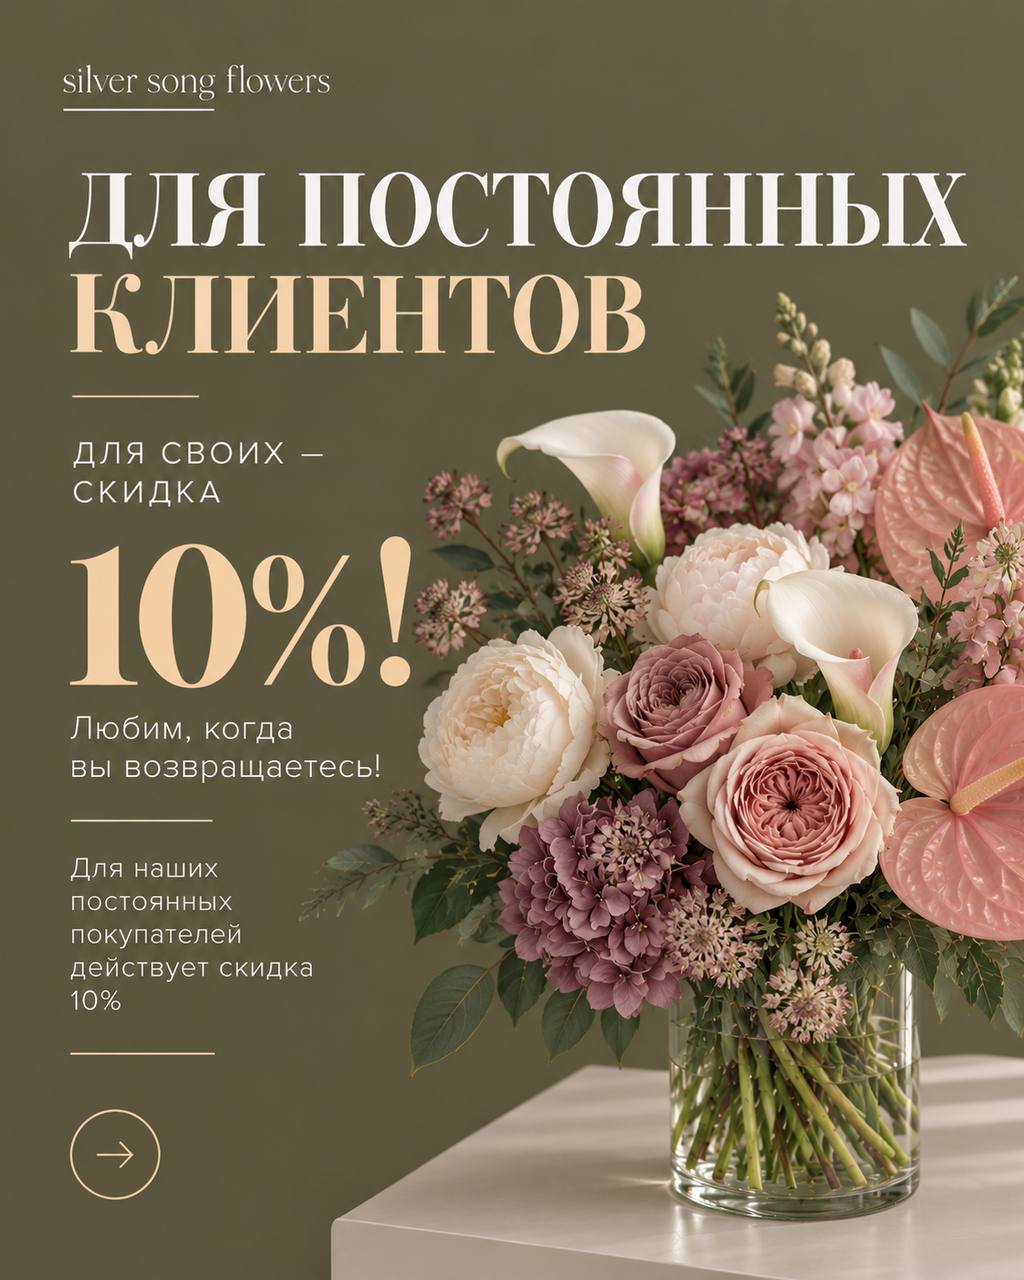 silver song flowers
ДЛЯ ПОСТОЯННЫХ
КЛИЕНТОВ
ДЛЯ СВОИХ –
СКИДКА
10%!
Любим, когда
вы возвращаетесь!
Для наших
постоянных
покупателей
действует скидка
10%